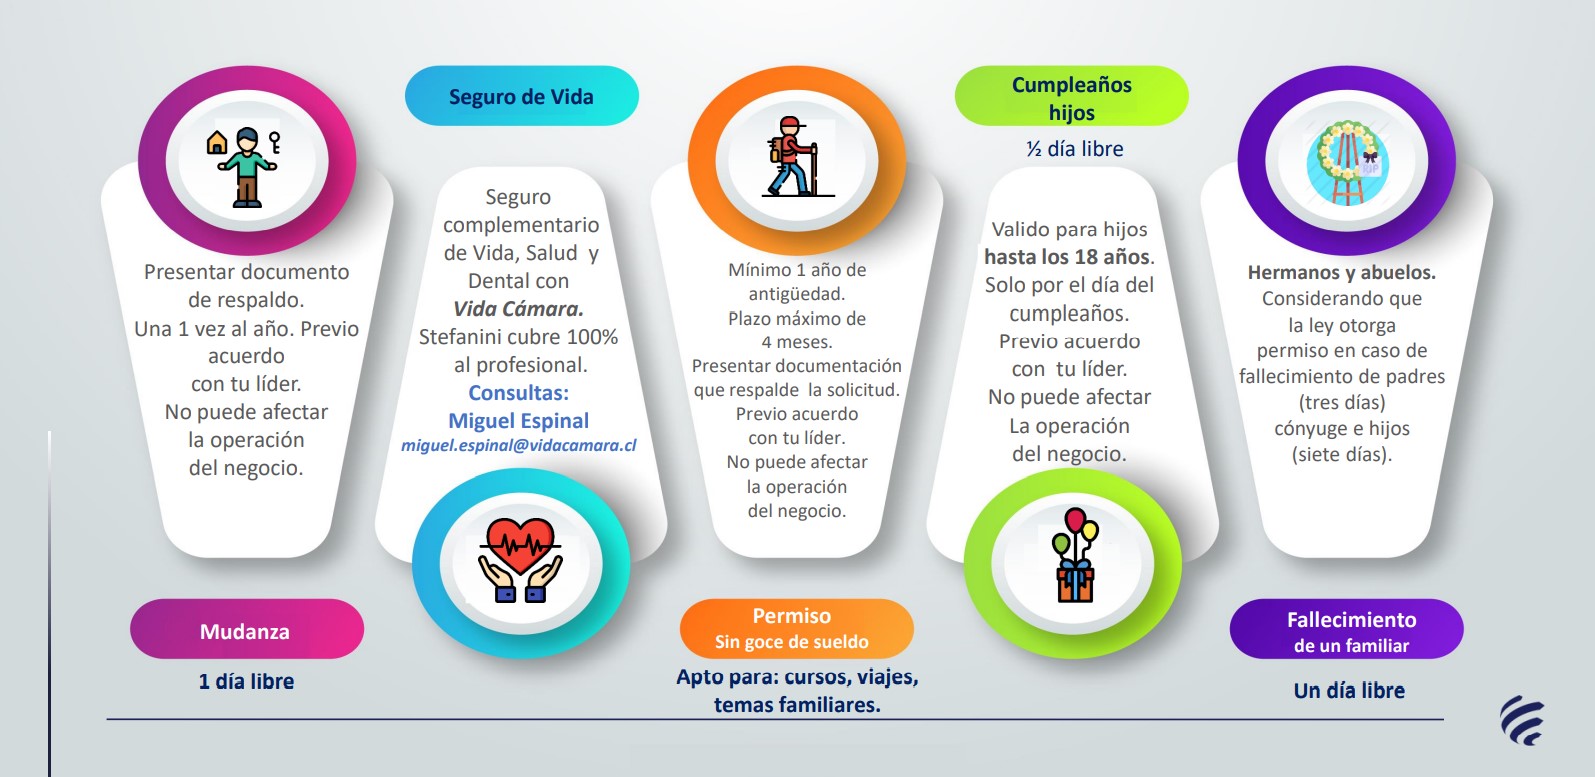 Presentar documento
de respaldo.
Una 1 vez al año. Previo
acuerdo
con tu líder.
No puede afectar
la operación
del negocio.
Mudanza
1 día libre
Seguro de Vida
Seguro
complementario
de Vida, Salud y
Dental con
Vida Cámara.
Stefanini cubre 100%
al profesional.
Consultas:
Miguel Espinal
miguel.espinal@vidacamara.cl
Mínimo 1 año de
antigüedad.
Plazo máximo de
4 meses.
Presentar documentación
que respalde la solicitud.
Previo acuerdo
con tu líder.
No puede afectar
la operación
del negocio.
Permiso
Sin goce de sueldo
Apto para: cursos, viajes,
temas familiares.
Cumpleaños
hijos
½ día libre
Valido para hijos
hasta los 18 años.
Solo por el día del
cumpleaños.
Previo acuerdo
con tu líder.
No puede afectar
La operación
del negocio.
RIP
Hermanos y abuelos.
Considerando que
la ley otorga
permiso en caso de
fallecimiento de padres
(tres días)
cónyuge e hijos
(siete días).
Fallecimiento
de un familiar
Un día libre